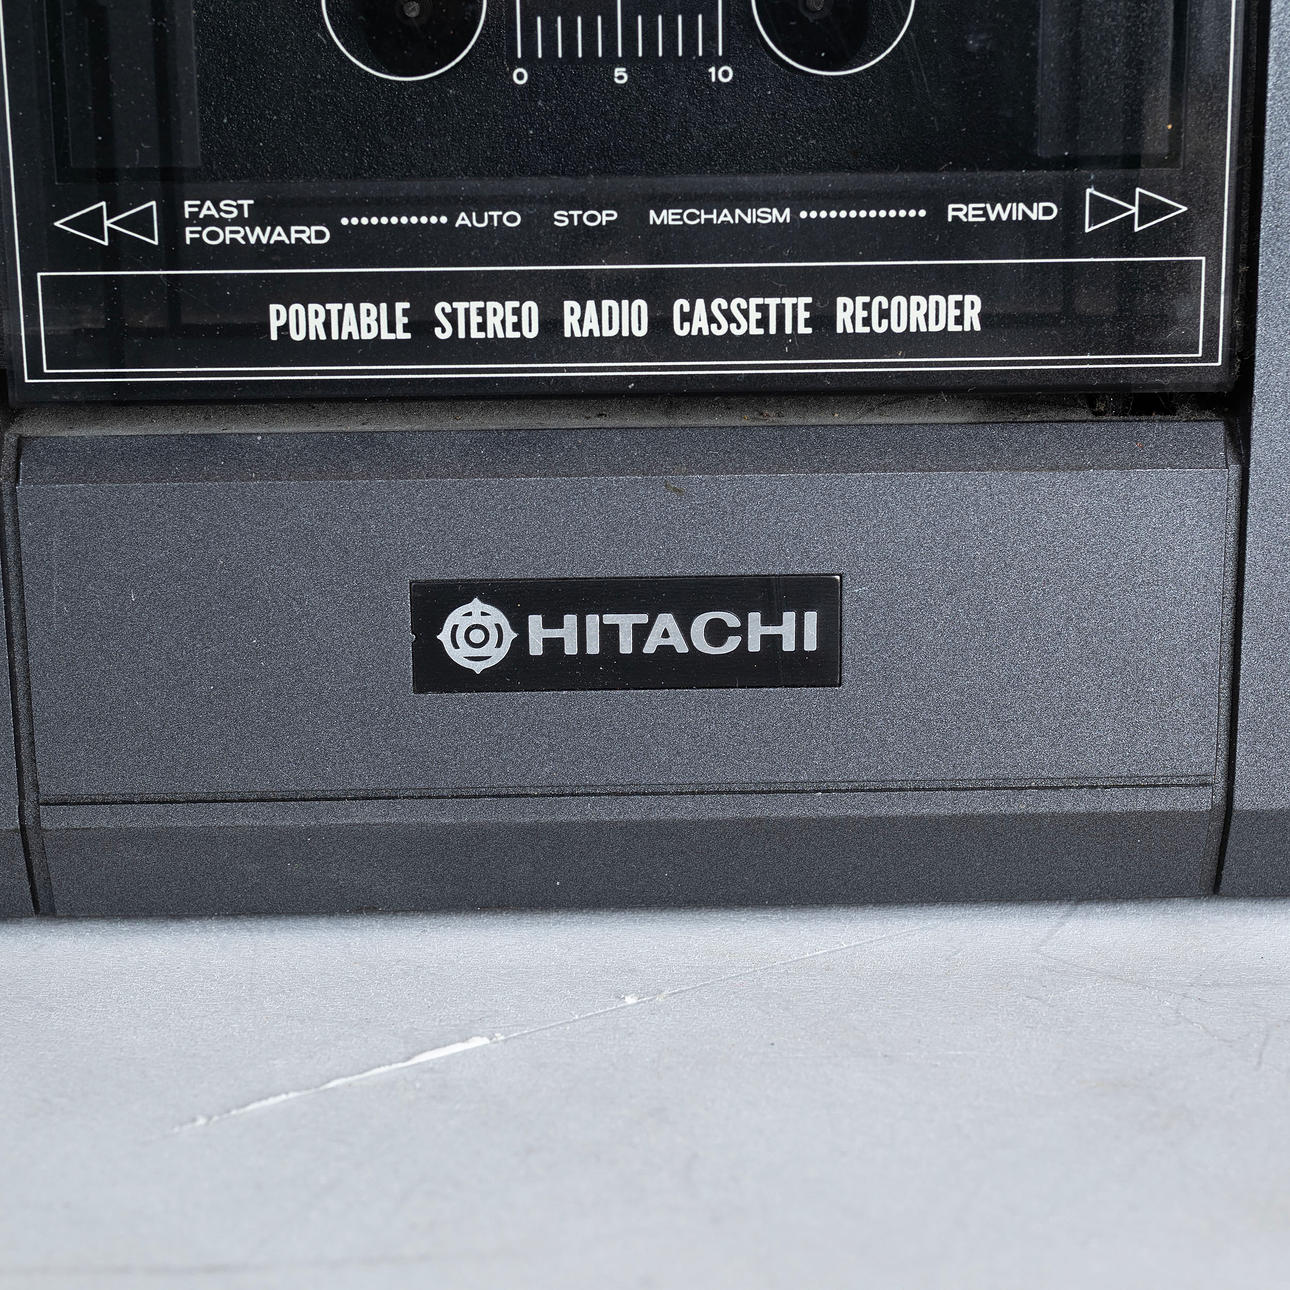 0 5 10
FAST FORWARD ........... AUTO STOP MECHANISM ............ REWIND
PORTABLE STEREO RADIO CASSETTE RECORDER
HITACHI